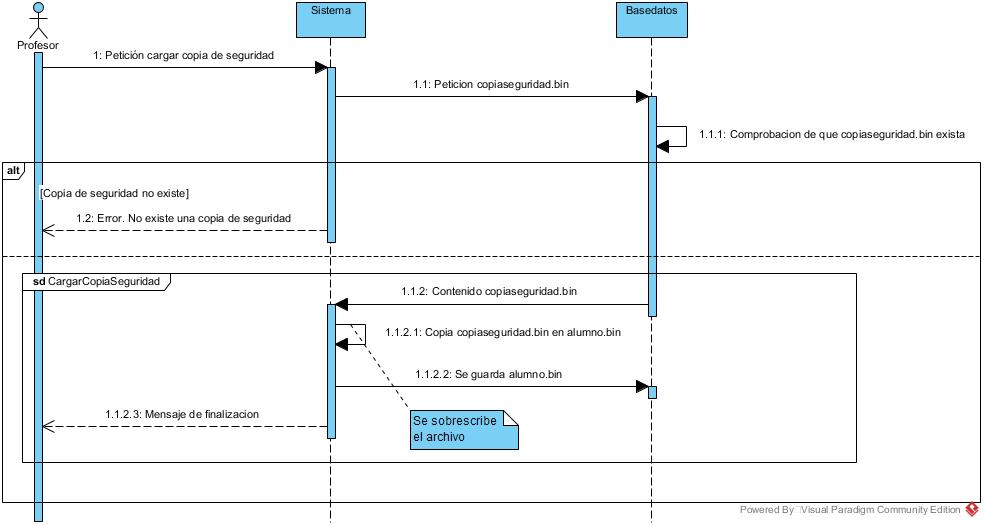 Sistema
Basedatos
Profesor
1: Petición cargar copia de seguridad
1.1: Peticion copiaseguridad.bin
1.1.1: Comprobacion de que copiaseguridad.bin exista
alt
[Copia de seguridad no existe]
1.2: Error. No existe una copia de seguridad
sd CargarCopiaSeguridad
1.1.2: Contenido copiaseguridad.bin
1.1.2.1: Copia copiaseguridad.bin en alumno.bin
1.1.2.2: Se guarda alumno.bin
1.1.2.3: Mensaje de finalizacion
Se sobrescribe
el archivo
Powered By Visual Paradigm Community Edition